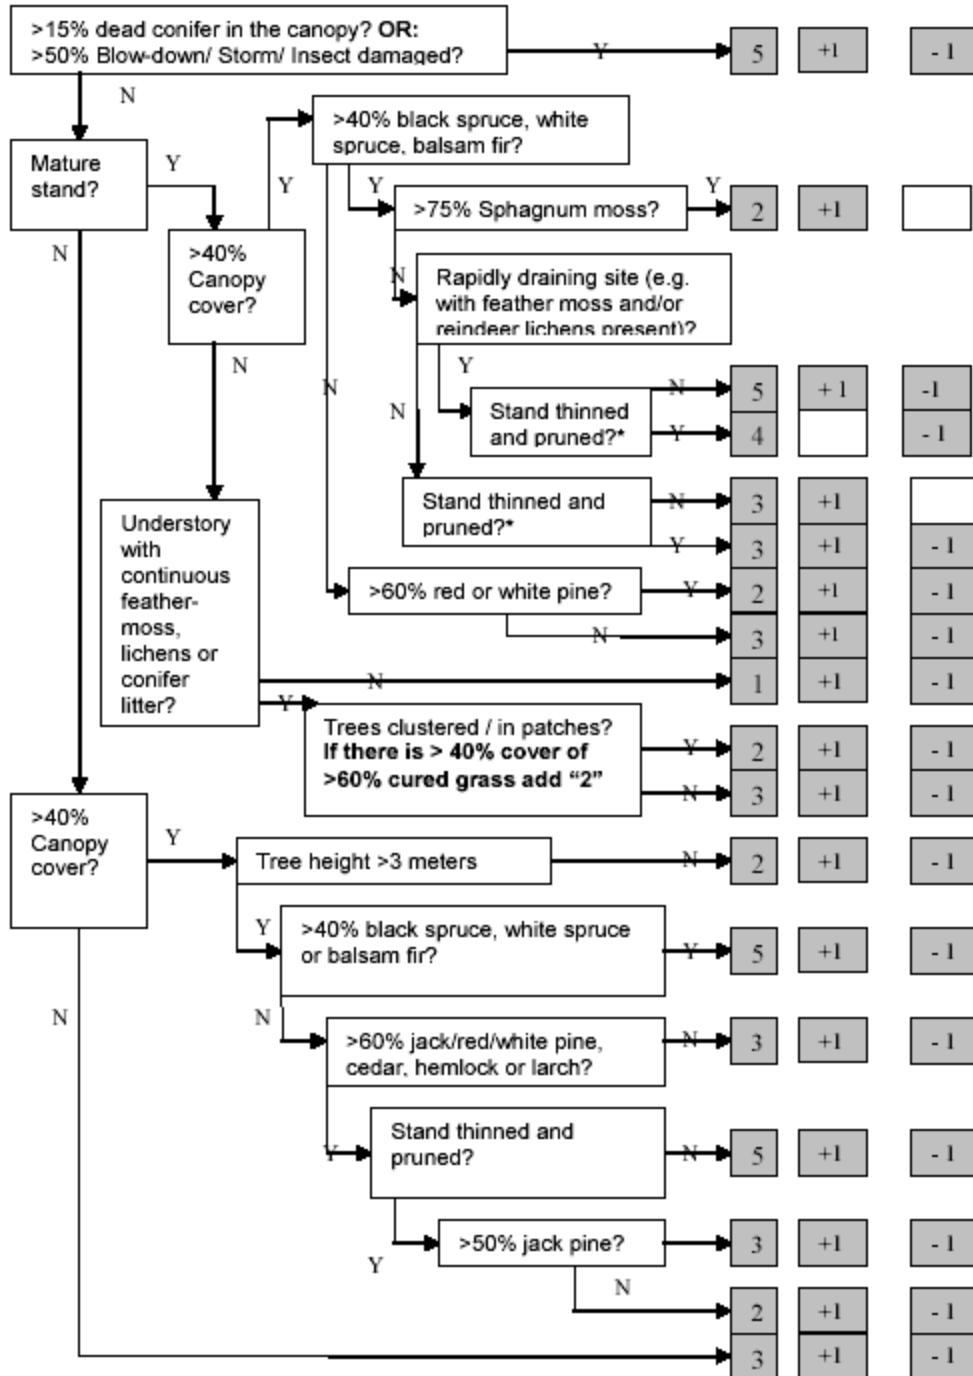 >15% dead conifer in the canopy? OR:
>50% Blow-down/ Storm/ Insect damaged?
Y
5 +1 - 1
N
Mature
stand?
Y
N
>40%
Canopy
cover?
Y
N
>40% black spruce, white
spruce, balsam fir?
Y
N
>75% Sphagnum moss?
Y
2 +1
N
Rapidly draining site (e.g.
with feather moss and/or
reindeer lichens present)?
Y
N
Stand thinned
and pruned?*
N
5 + 1 -1
Y
4 - 1
Stand thinned and
pruned?*
N
3 +1
Y
3 +1 - 1
>60% red or white pine?
Y
2 +1 - 1
N
3 +1 - 1
Understory
with
continuous
feather-
moss,
lichens or
conifer
litter?
N
1 +1 - 1
Y
Trees clustered / in patches?
If there is > 40% cover of
>60% cured grass add “2”
Y
2 +1 - 1
N
3 +1 - 1
>40%
Canopy
cover?
Y
N
Tree height >3 meters
N
2 +1 - 1
Y
>40% black spruce, white spruce
or balsam fir?
Y
5 +1 - 1
N
>60% jack/red/white pine,
cedar, hemlock or larch?
N
3 +1 - 1
Y
Stand thinned and
pruned?
N
5 +1 - 1
Y
>50% jack pine?
3 +1 - 1
N
2 +1 - 1
3 +1 - 1